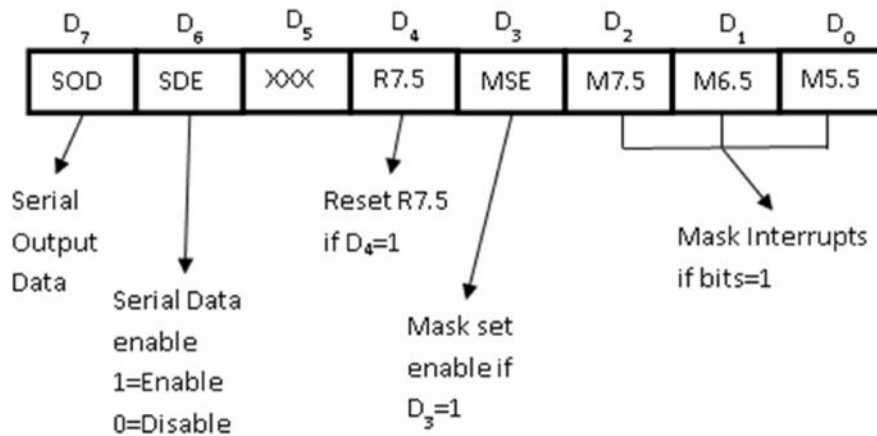 D₇ D₆ D₅ D₄ D₃ D₂ D₁ D₀
SOD SDE XXX R7.5 MSE M7.5 M6.5 M5.5
Serial
Output
Data
Serial Data
enable
1=Enable
0=Disable
Reset R7.5
if D₄=1
Mask set
enable if
D₃=1
Mask Interrupts
if bits=1